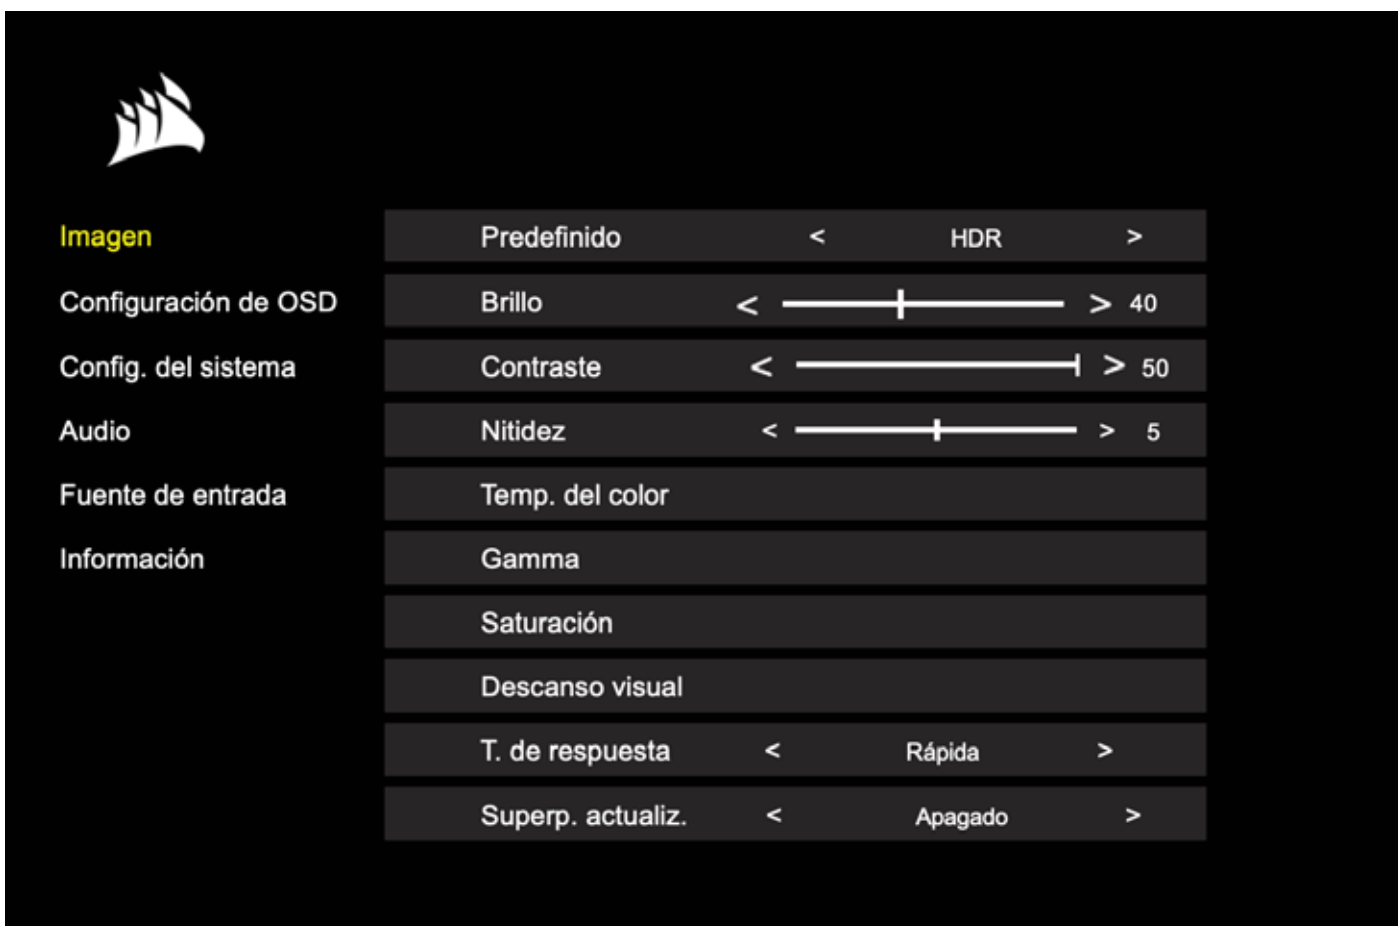 Imagen
Predefinido < HDR >
Configuración de OSD
Brillo < > 40
Config. del sistema
Contraste < > 50
Audio
Nitidez < > 5
Fuente de entrada
Temp. del color
Información
Gamma
Saturación
Descanso visual
T. de respuesta < Rápida >
Superp. actualiz. < Apagado >